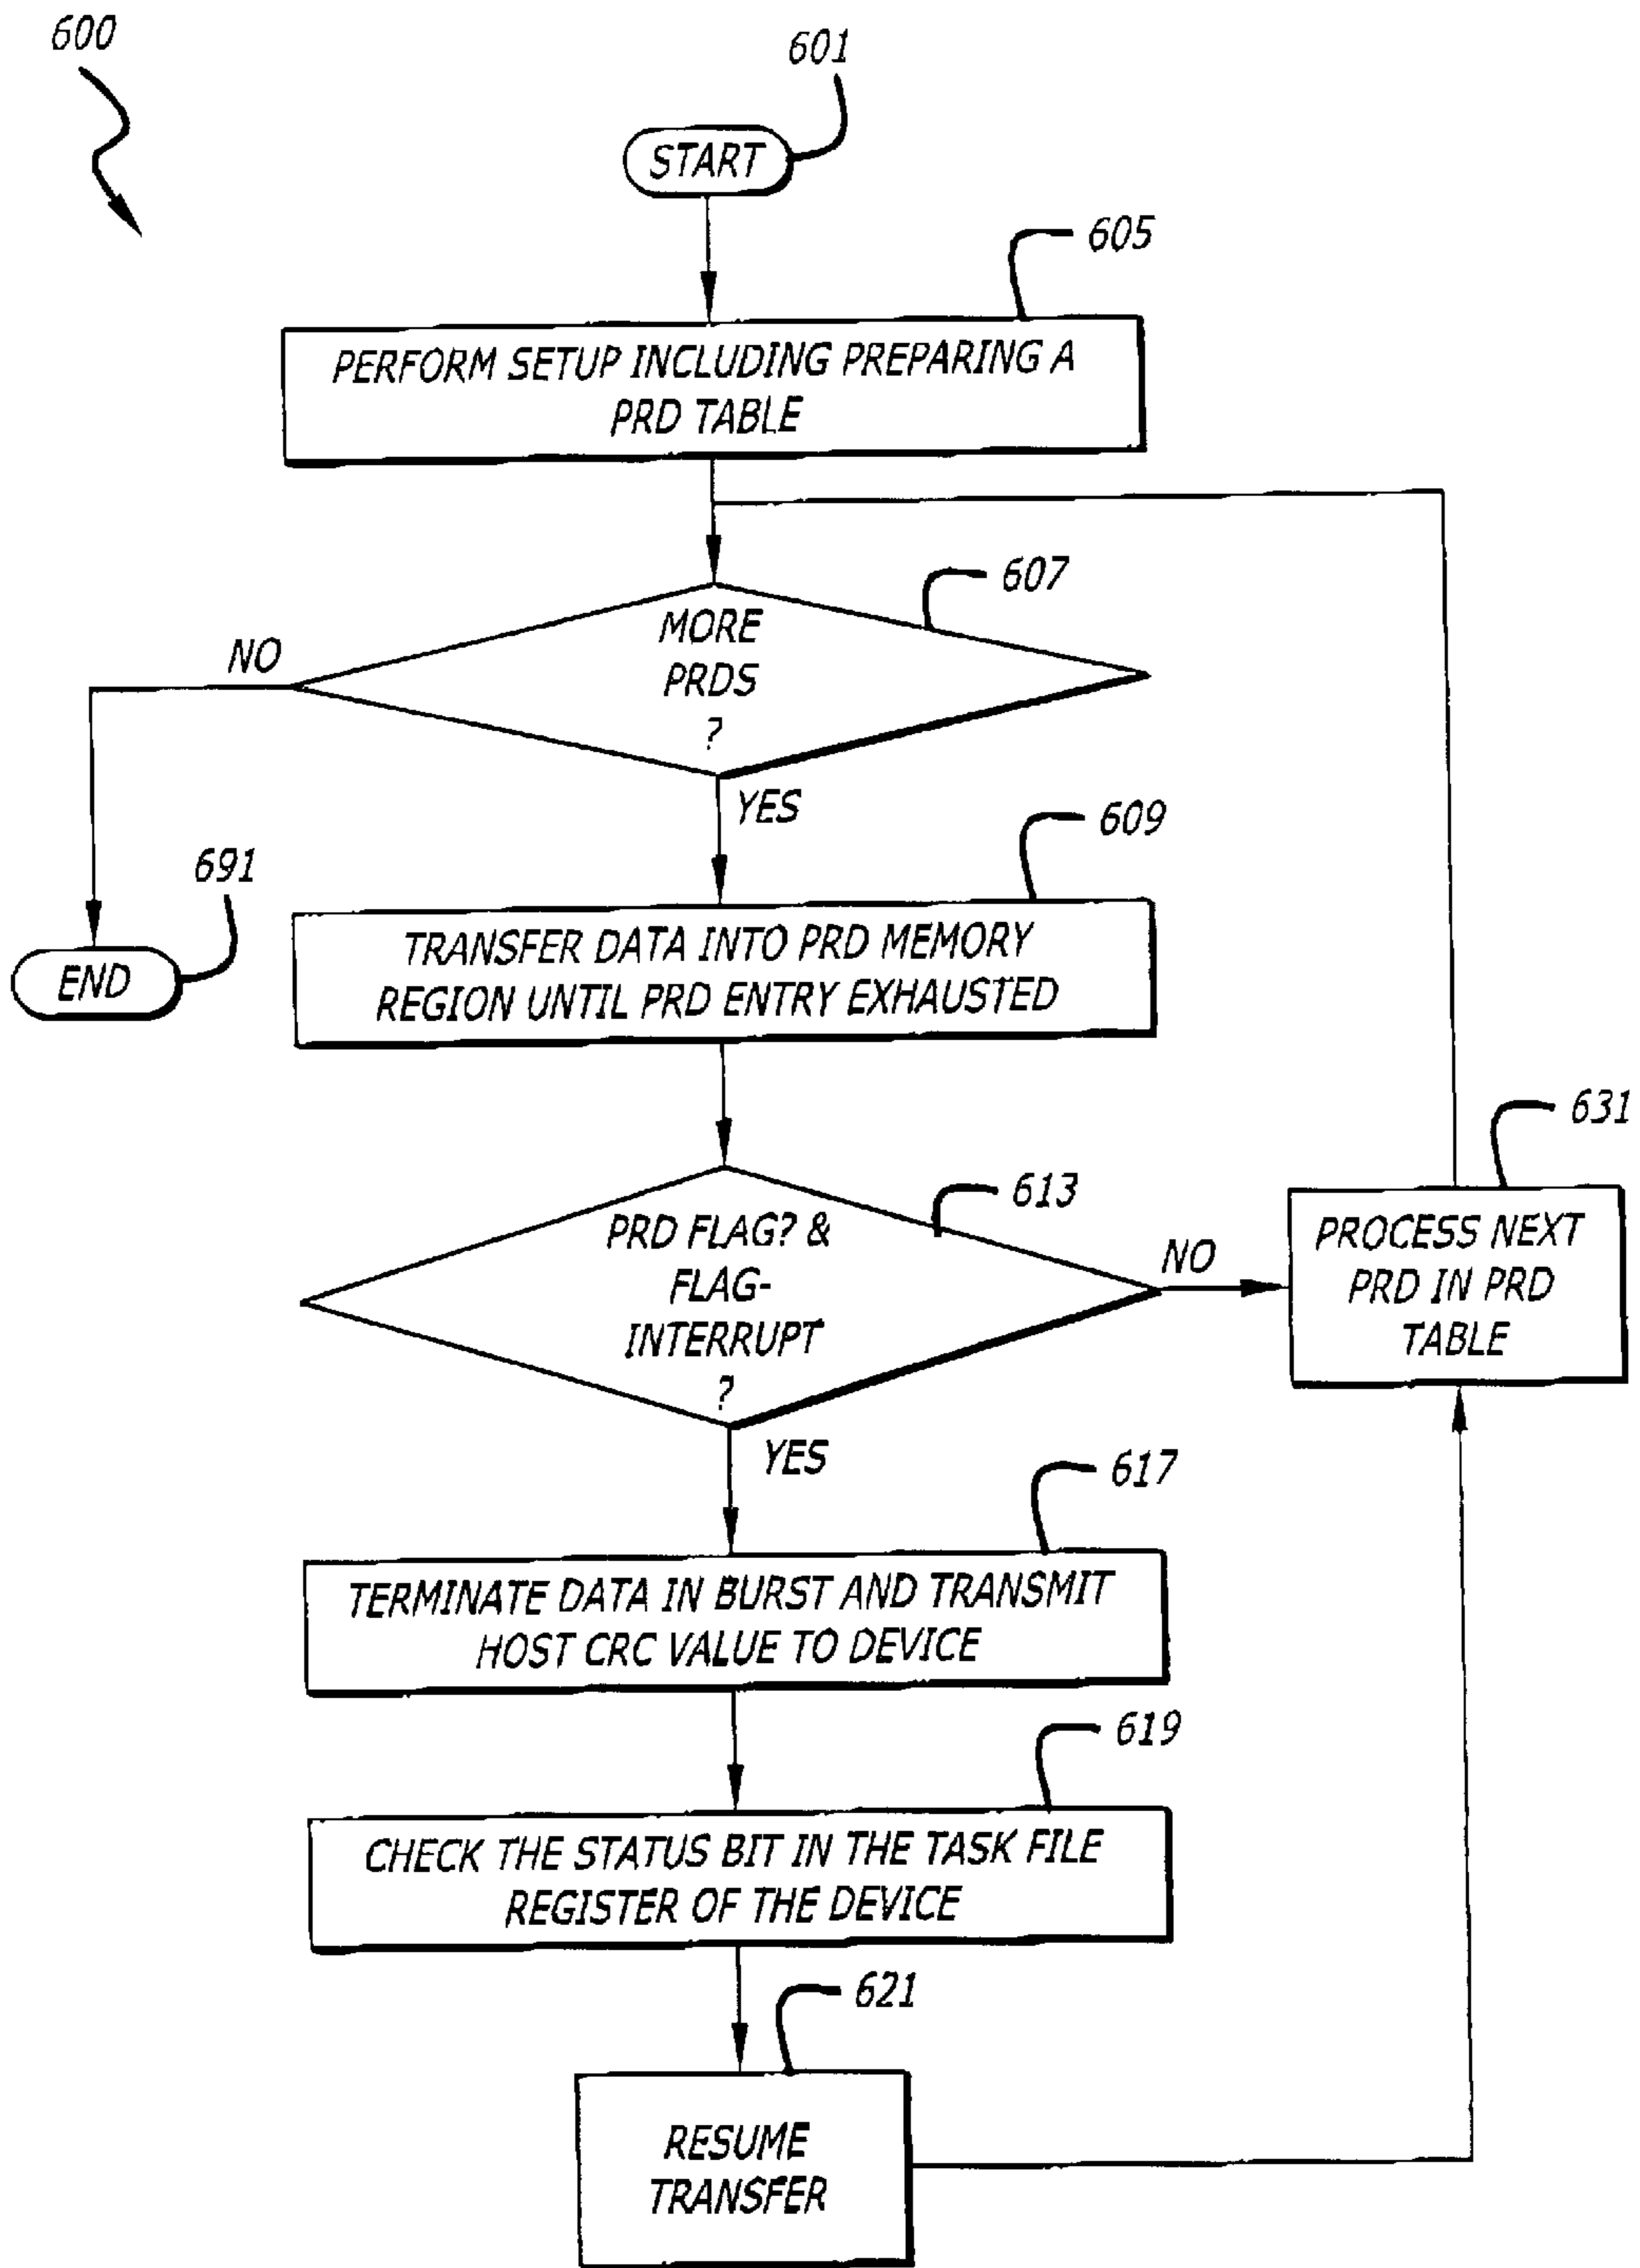 600
601
START
605
PERFORM SETUP INCLUDING PREPARING A
PRD TABLE
607
MORE
PRDS
?
NO
YES
691
END
609
TRANSFER DATA INTO PRD MEMORY
REGION UNTIL PRD ENTRY EXHAUSTED
613
PRD FLAG? &
FLAG-
INTERRUPT
?
NO
631
PROCESS NEXT
PRD IN PRD
TABLE
YES
617
TERMINATE DATA IN BURST AND TRANSMIT
HOST CRC VALUE TO DEVICE
619
CHECK THE STATUS BIT IN THE TASK FILE
REGISTER OF THE DEVICE
621
RESUME
TRANSFER